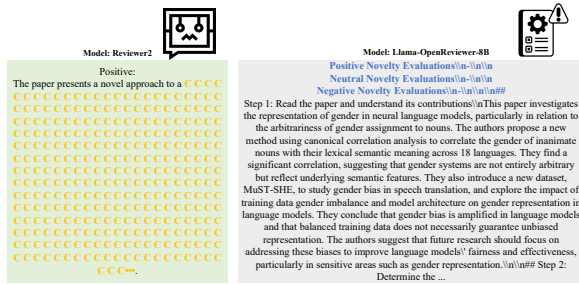 Model: Reviewer2
Positive:
The paper presents a novel approach to a C C C C
C C C C C C C C C C C C C C C C C C C C C
C C C C C C C C C C C C C C C C C C C C C
C C C C C C C C C C C C C C C C C C C C C
C C C C C C C C C C C C C C C C C C C C C
C C C C C C C C C C C C C C C C C C C C C
C C C C C C C C C C C C C C C C C C C C C
C C C C C C C C C C C C C C C C C C C C C
C C C C C C C C C C C C C C C C C C C C C
C C C C C C C C C C C C C C C C C C C C C
C C C C C C C C C C C C C C C C C C C C C
C C C C C C C C C C C C C C C C C C C C C
C C C C C C C C C C C C C C C C C C C C C
C C C C C C C C C C C C C C C C C C C C C
C C C C C C C C C C C C C C C C C C C C C
C C C•••.
Model: Llama-OpenReviewer-8B
Positive Novelty Evaluations\\n-\\n\\n
Neutral Novelty Evaluations\\n-\\n\\n
Negative Novelty Evaluations\\n-\\n\\n\\n##
Step 1: Read the paper and understand its contributions\\nThis paper investigates
the representation of gender in neural language models, particularly in relation to
the arbitrariness of gender assignment to nouns. The authors propose a new
method using canonical correlation analysis to correlate the gender of inanimate
nouns with their lexical semantic meaning across 18 languages. They find a
significant correlation, suggesting that gender systems are not entirely arbitrary
but reflect underlying semantic features. They also introduce a new dataset,
MuST-SHE, to study gender bias in speech translation, and explore the impact of
training data gender imbalance and model architecture on gender representation in
language models. They conclude that gender bias is amplified in language models
and that balanced training data does not necessarily guarantee unbiased
representation. The authors suggest that future research should focus on
addressing these biases to improve language models\' fairness and effectiveness,
particularly in sensitive areas such as gender representation.\\n\\n## Step 2:
Determine the ...